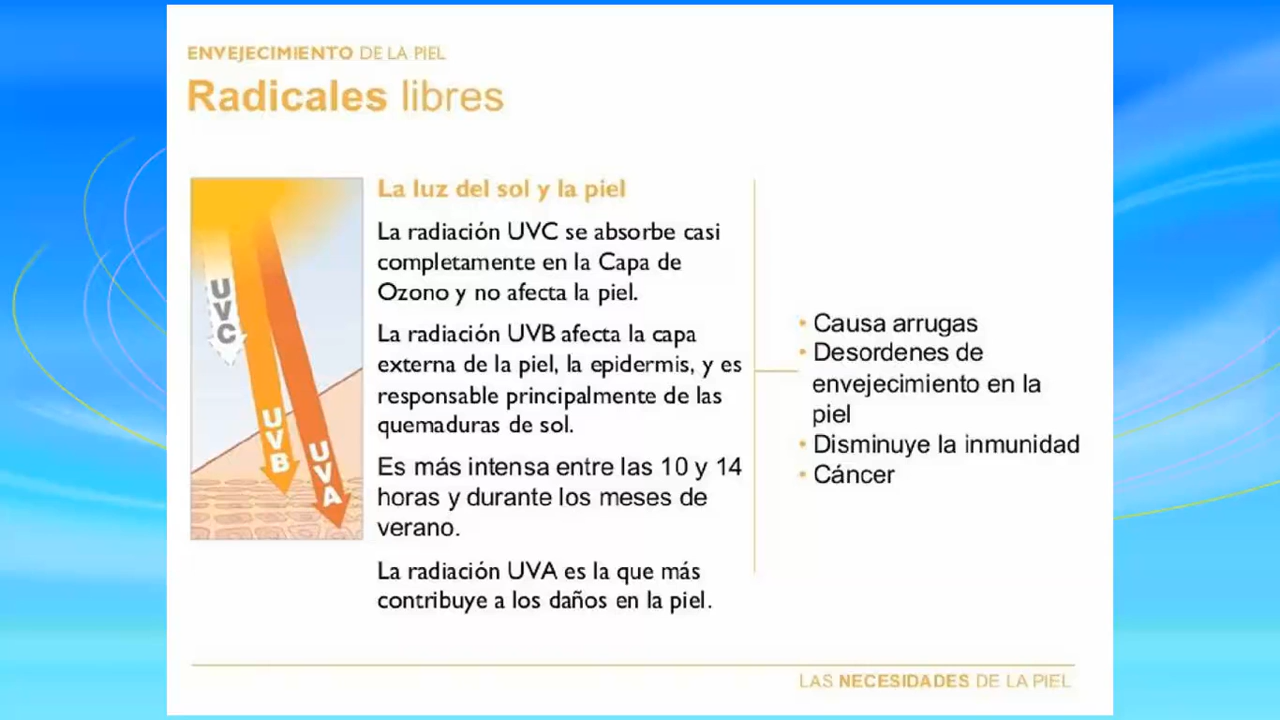 ENVEJECIMIENTO DE LA PIEL
Radicales libres
UVC
UVB
UVA
La luz del sol y la piel
La radiación UVC se absorbe casi
completamente en la Capa de
Ozono y no afecta la piel.
La radiación UVB afecta la capa
externa de la piel, la epidermis, y es
responsable principalmente de las
quemaduras de sol.
Es más intensa entre las 10 y 14
horas y durante los meses de
verano.
La radiación UVA es la que más
contribuye a los daños en la piel.
• Causa arrugas
• Desordenes de
envejecimiento en la
piel
• Disminuye la inmunidad
• Cáncer
LAS NECESIDADES DE LA PIEL